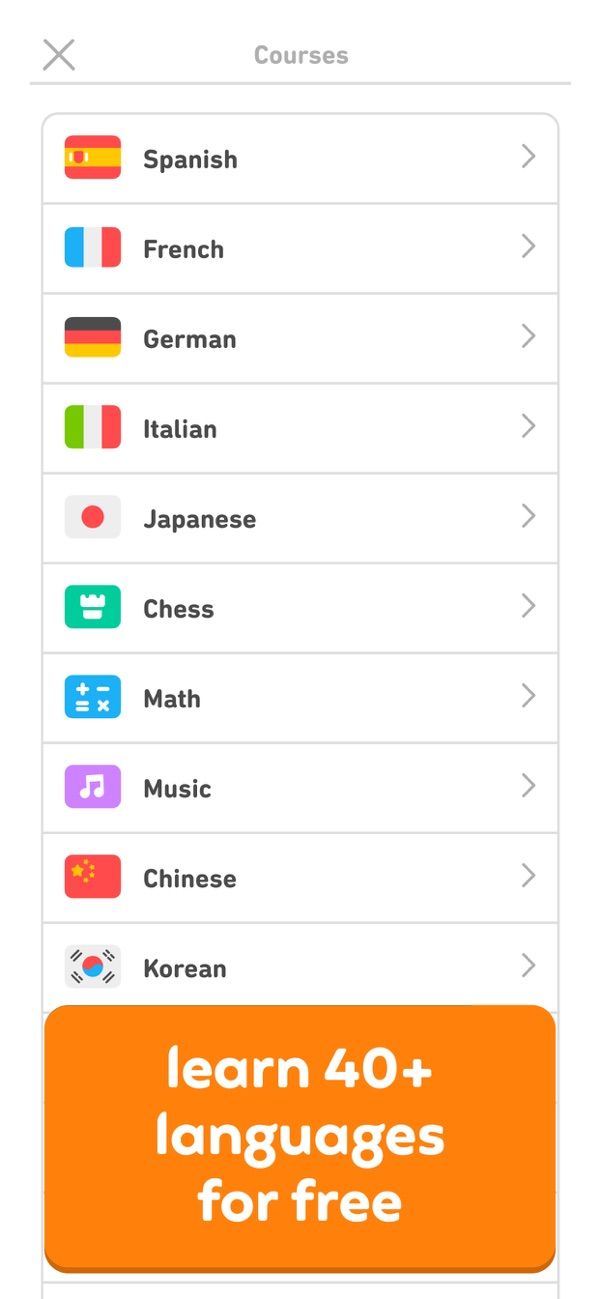 Courses
Spanish
French
German
Italian
Japanese
Chess
Math
Music
Chinese
Korean
learn 40+
languages
for free